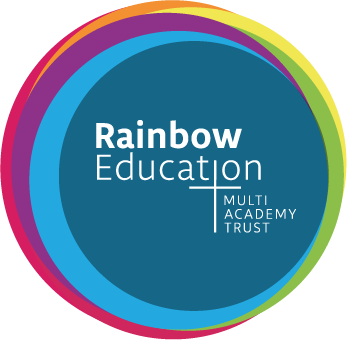 Rainbow
Education
MULTI
ACADEMY
TRUST